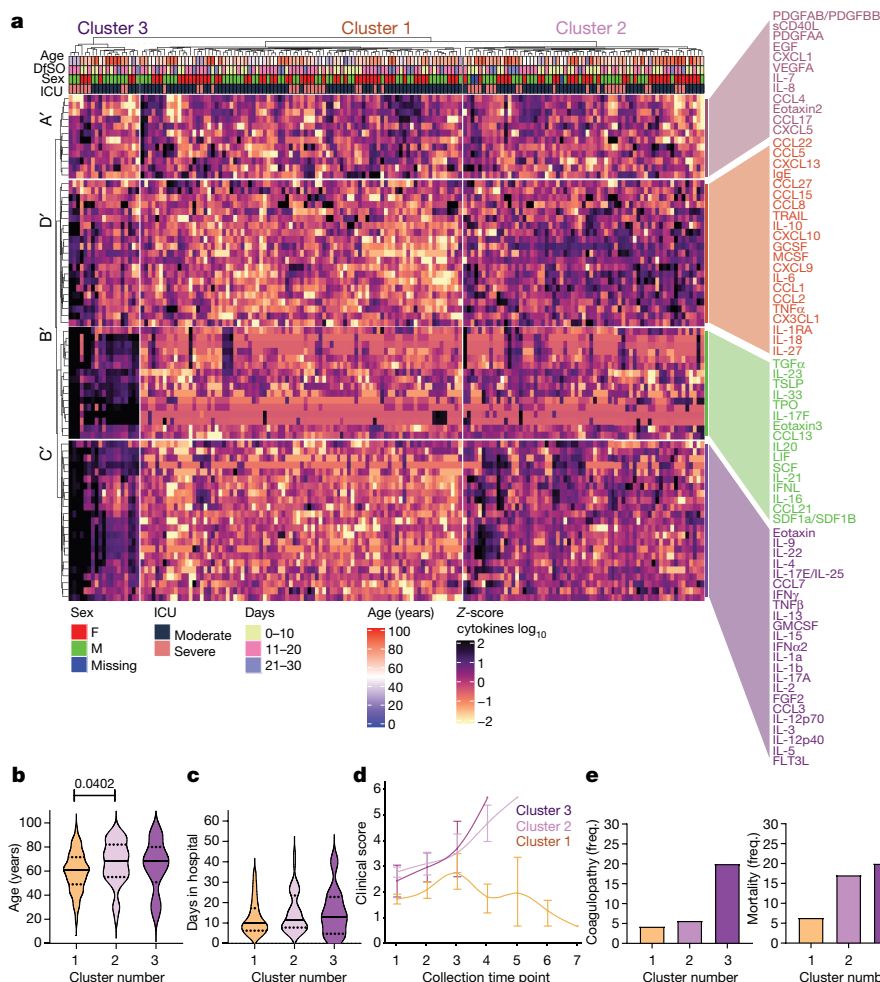 a
Cluster 3
Cluster 1
Cluster 2
Age
DfSO
Sex
ICU
A′
D′
B′
C′
PDGFAB/PDGFBB
sCD40L
PDGFAA
EGF
CXCL1
VEGFA
IL-7
IL-8
CCL4
Eotaxin2
CCL17
CXCL5
CCL22
CCL5
CXCL13
IgE
CCL27
CCL15
CCL8
TRAIL
IL-10
CXCL10
GCSF
MCSF
CXCL9
IL-6
CCL1
CCL2
TNFα
CX3CL1
IL-1RA
IL-18
IL-27
TGFα
IL-23
TSLP
IL-33
TPO
IL-17F
Eotaxin3
CCL13
IL20
LIF
SCF
IL-21
IFNL
IL-16
CCL21
SDF1a/SDF1B
Eotaxin
IL-9
IL-22
IL-4
IL-17E/IL-25
CCL7
IFNγ
TNFβ
IL-13
GMCSF
IL-15
IFNα2
IL-1a
IL-1b
IL-17A
IL-2
FGF2
CCL3
IL-12p70
IL-3
IL-12p40
IL-5
FLT3L
Sex
F
M
Missing
ICU
Moderate
Severe
Days
0–10
11–20
21–30
Age (years)
100
80
60
40
20
0
Z-score
cytokines log10
2
1
0
−1
−2
b
0.0402
Age (years)
100
80
60
40
20
0
1 2 3
Cluster number
c
Days in hospital
60
50
40
30
20
10
0
1 2 3
Cluster number
d
Clinical score
6
5
4
3
2
1
0
Cluster 3
Cluster 2
Cluster 1
1 2 3 4 5 6 7
Collection time point
e
Coagulopathy (freq.)
30
25
20
15
10
5
0
1 2 3
Cluster number
Mortality (freq.)
30
25
20
15
10
5
0
1 2 3
Cluster number